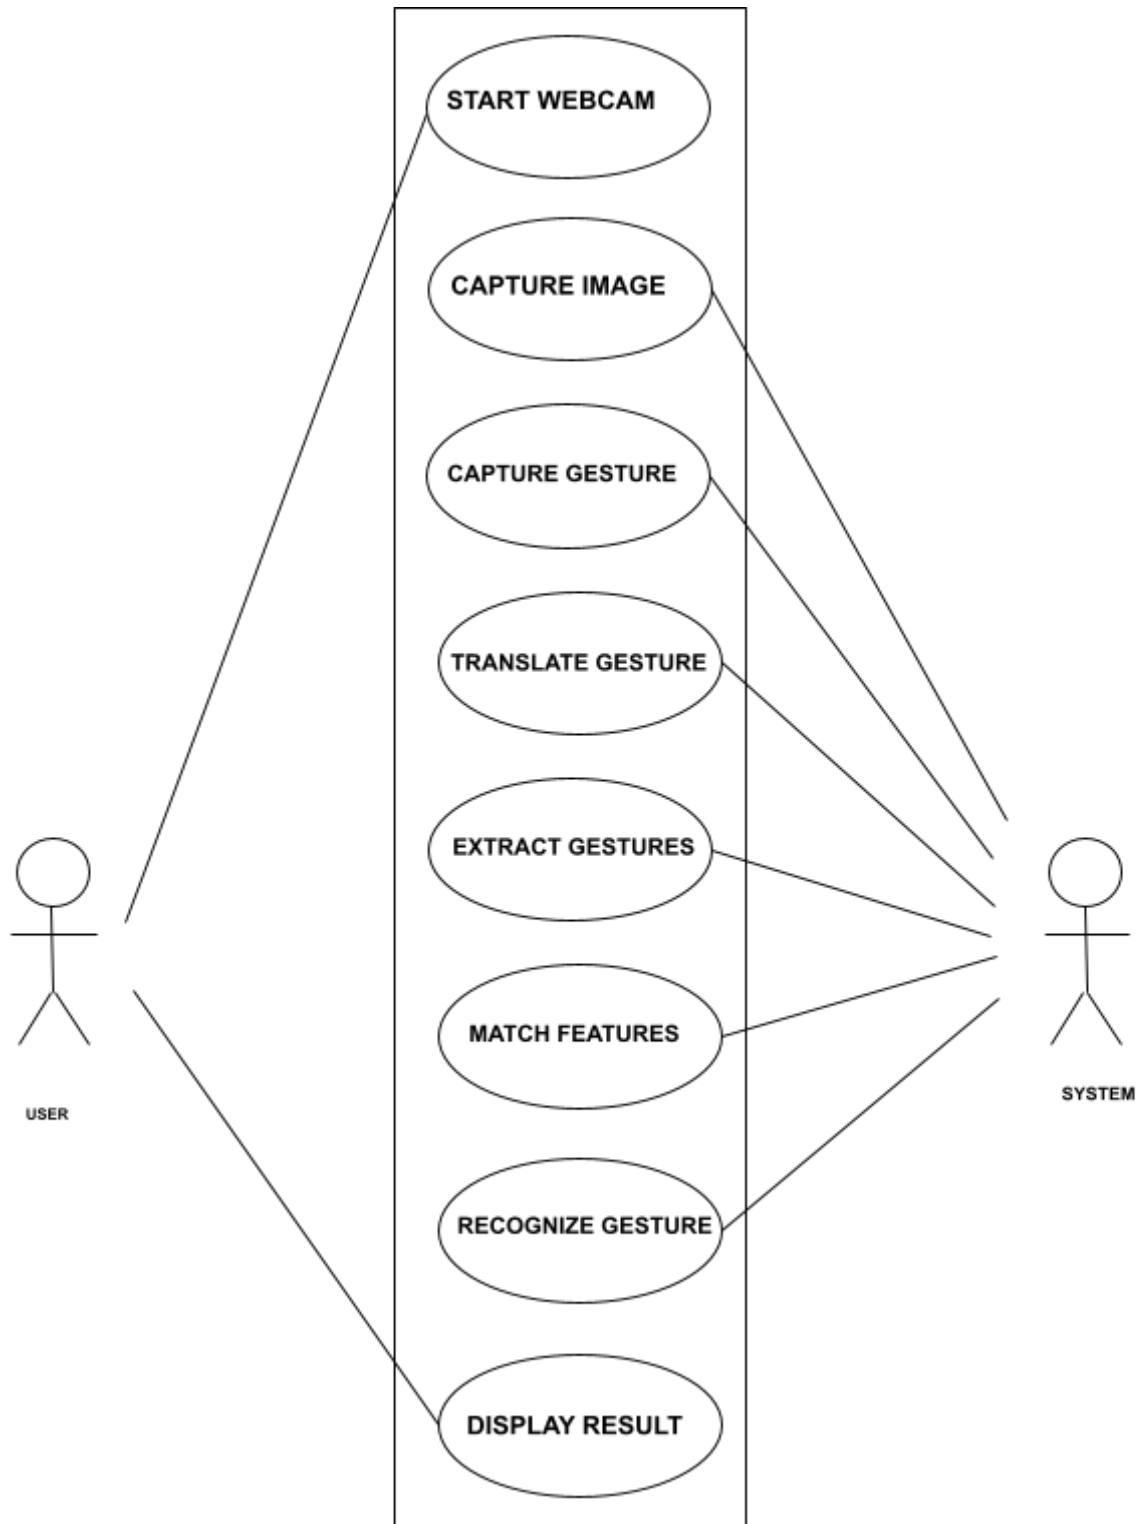 START WEBCAM
CAPTURE IMAGE
CAPTURE GESTURE
TRANSLATE GESTURE
EXTRACT GESTURES
MATCH FEATURES
RECOGNIZE GESTURE
DISPLAY RESULT
USER
SYSTEM